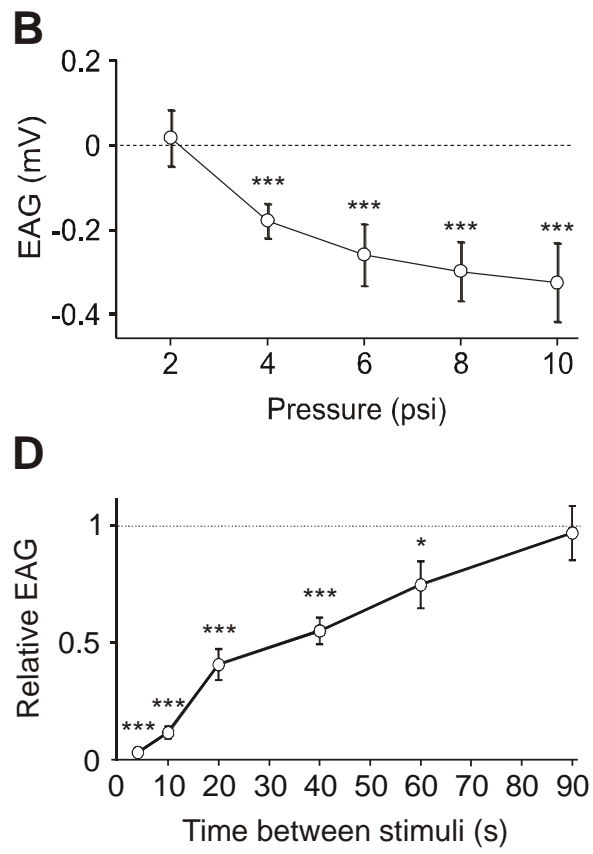 B
0.2
0
-0.2
-0.4
EAG (mV)
*** *** *** ***
2 4 6 8 10
Pressure (psi)
D
1
0.5
0
Relative EAG
*** *** *** *** *
0 10 20 30 40 50 60 70 80 90
Time between stimuli (s)